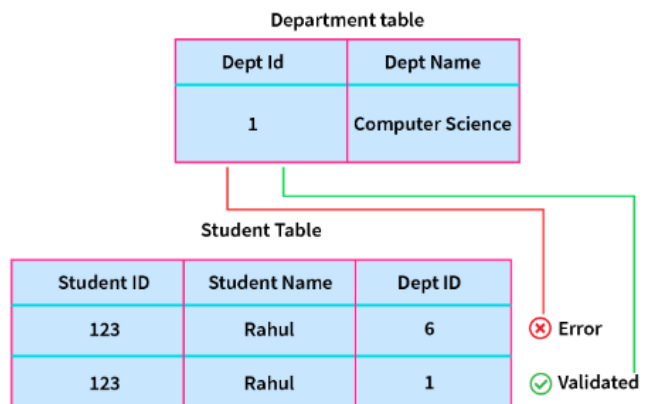 Department table
Dept Id Dept Name
1 Computer Science
Student Table
Student ID Student Name Dept ID
123 Rahul 6 Error
123 Rahul 1 Validated